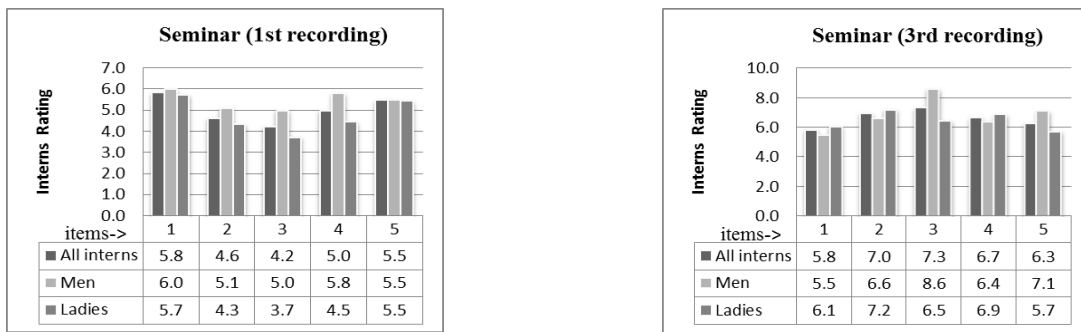 Seminar (1st recording)
Interns Rating
7.0
6.0
5.0
4.0
3.0
2.0
1.0
0.0
items-> 1 2 3 4 5
All interns 5.8 4.6 4.2 5.0 5.5
Men 6.0 5.1 5.0 5.8 5.5
Ladies 5.7 4.3 3.7 4.5 5.5
Seminar (3rd recording)
Interns Rating
10.0
8.0
6.0
4.0
2.0
0.0
items-> 1 2 3 4 5
All interns 5.8 7.0 7.3 6.7 6.3
Men 5.5 6.6 8.6 6.4 7.1
Ladies 6.1 7.2 6.5 6.9 5.7